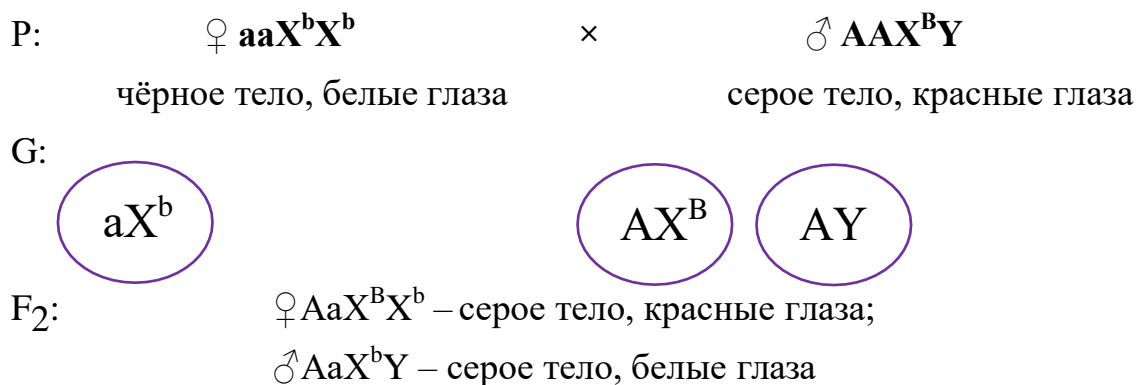 P: ♀ aaXᵇXᵇ × ♂ AAXᴮY
чёрное тело, белые глаза серое тело, красные глаза
G:
aXᵇ AXᴮ AY
F₂: ♀AaXᴮXᵇ – серое тело, красные глаза;
♂AaXᵇY – серое тело, белые глаза